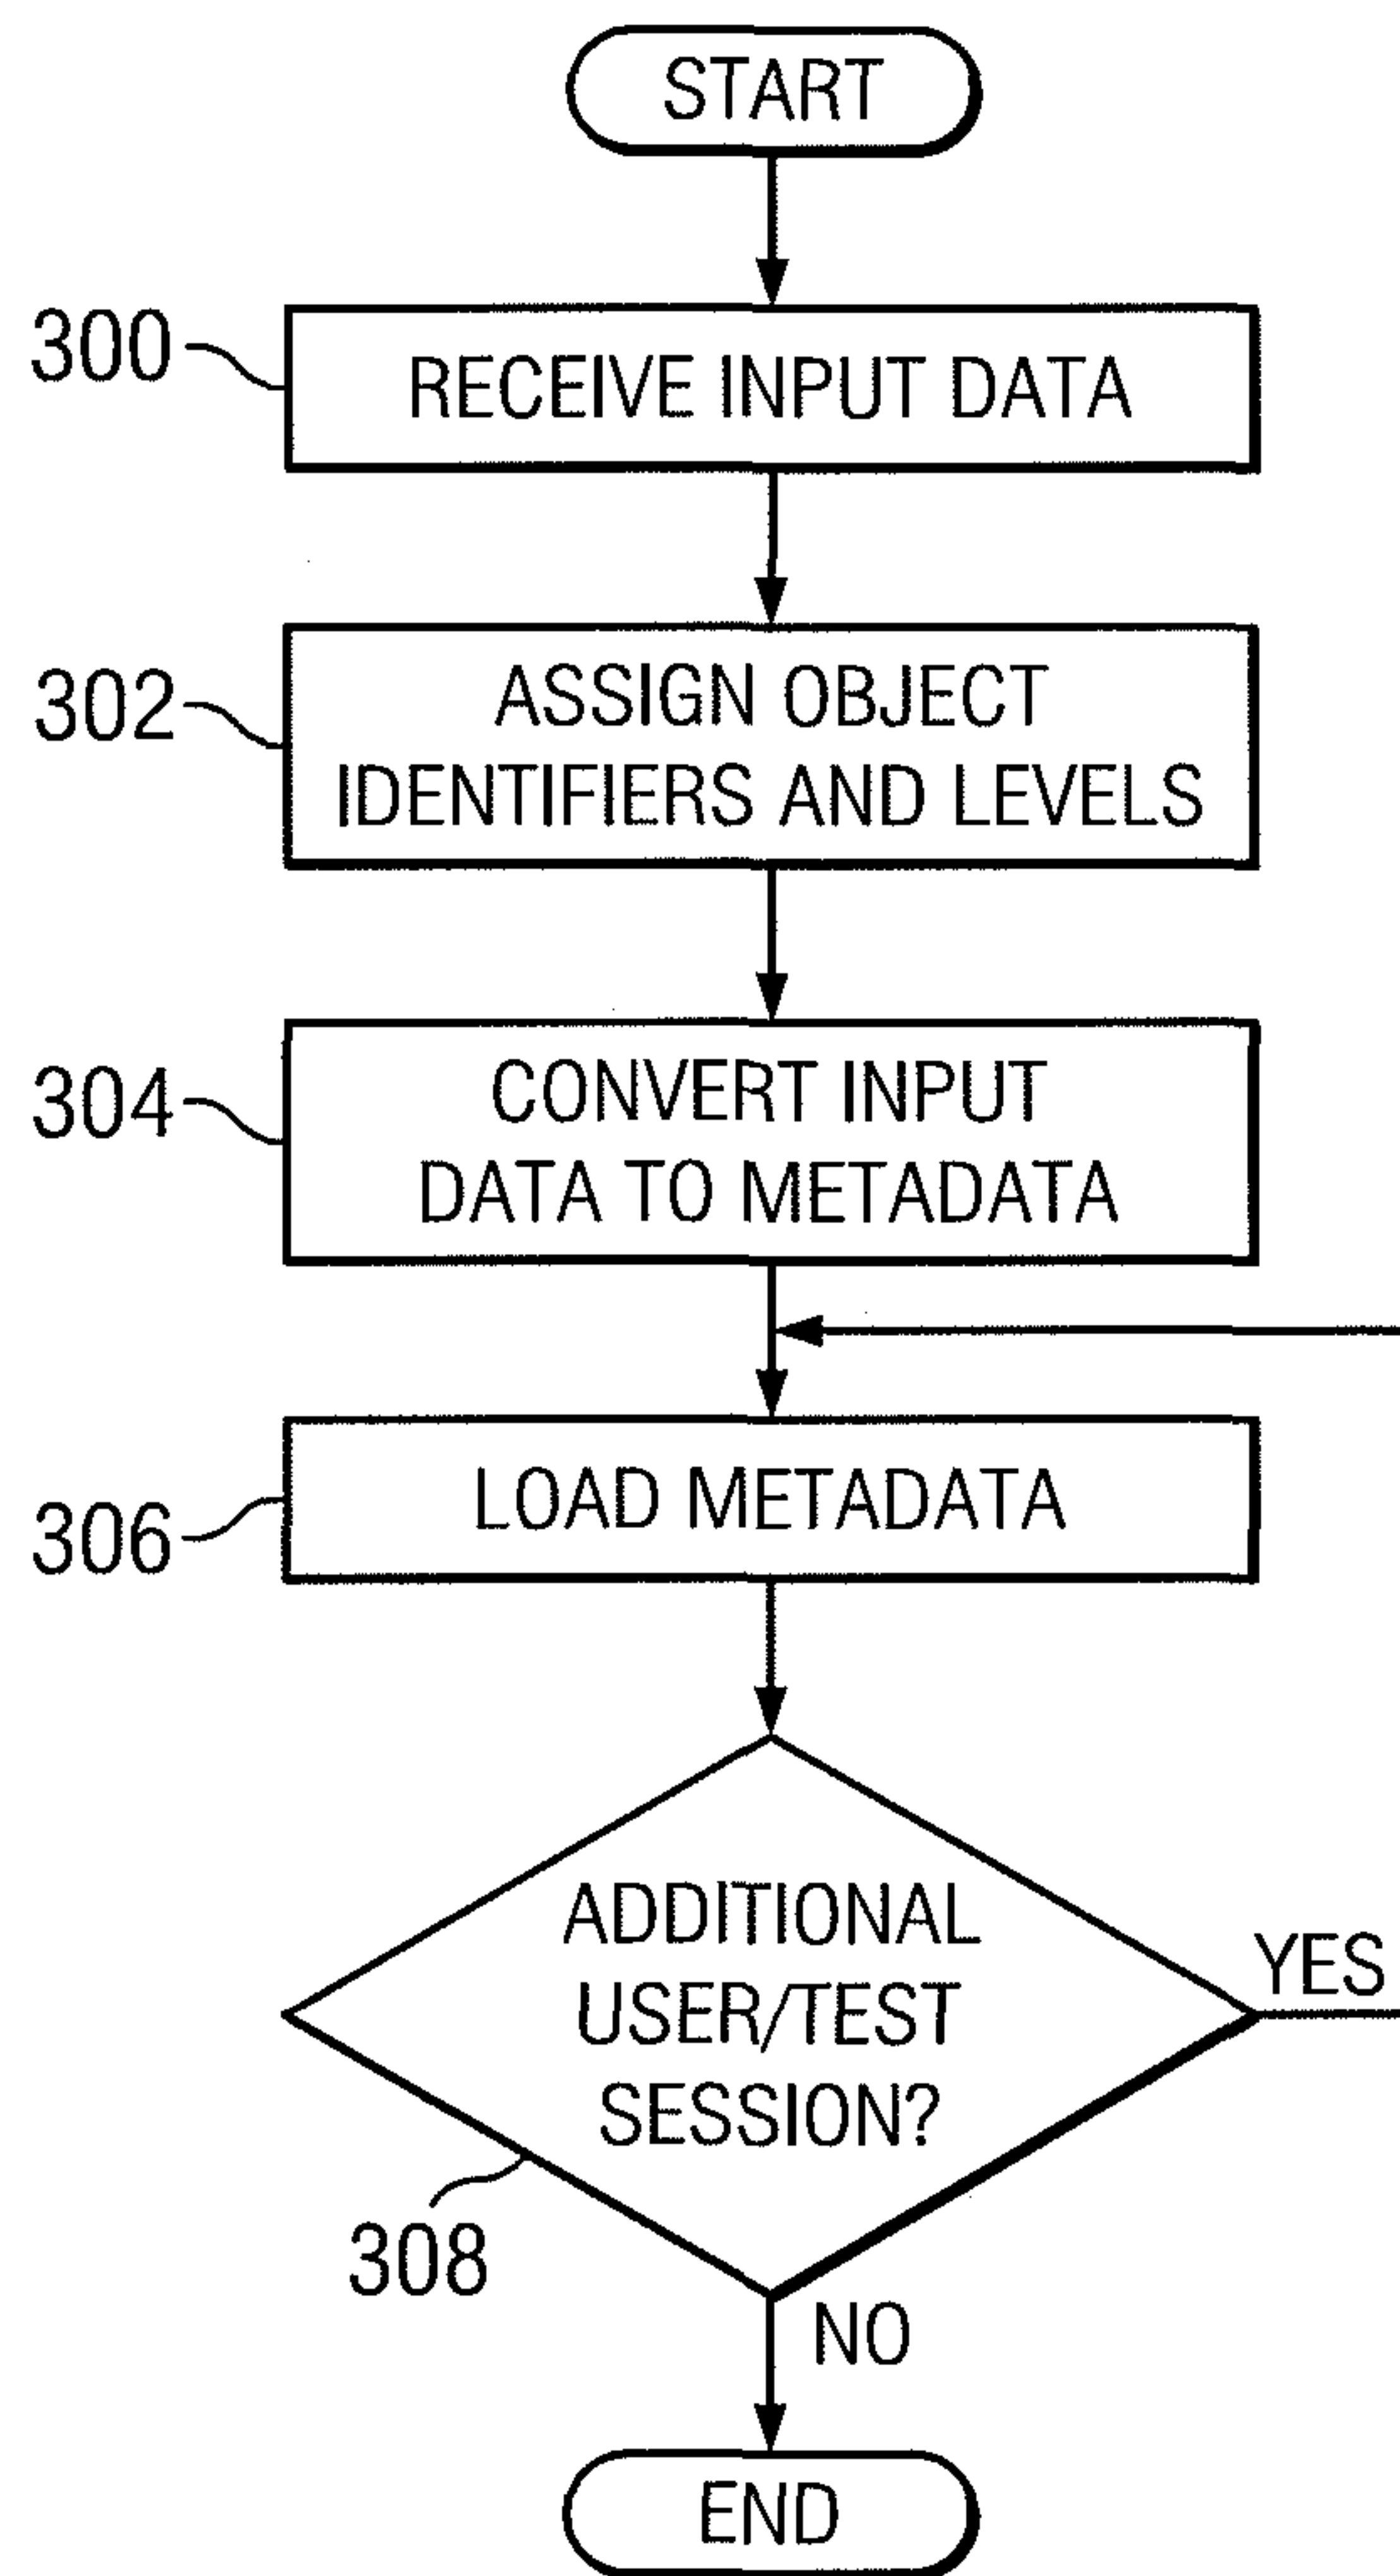 START
300
RECEIVE INPUT DATA
302
ASSIGN OBJECT
IDENTIFIERS AND LEVELS
304
CONVERT INPUT
DATA TO METADATA
306
LOAD METADATA
ADDITIONAL
USER/TEST
SESSION?
YES
308
NO
END